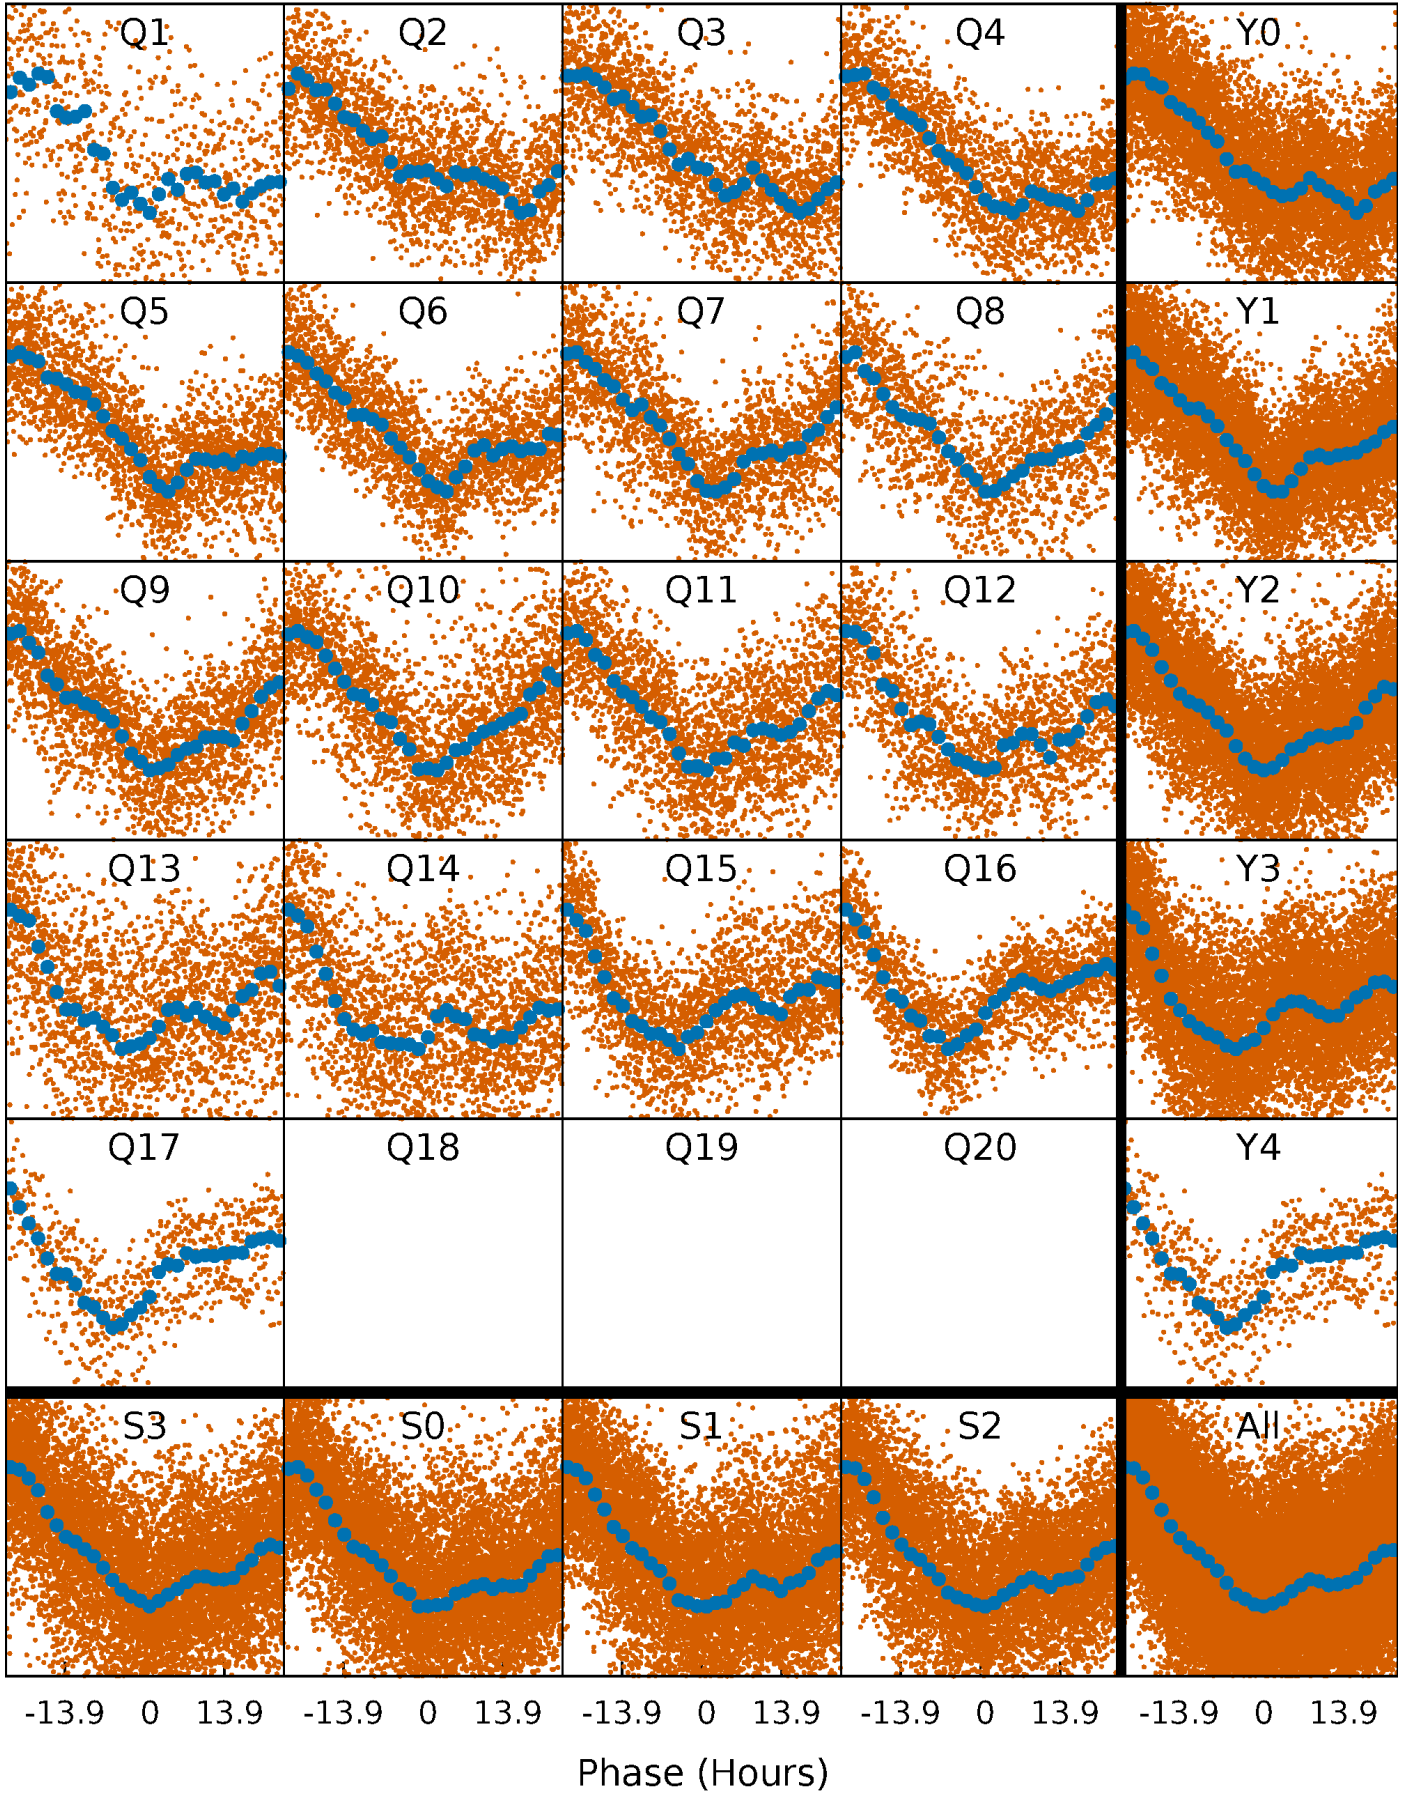 Q1 Q2 Q3 Q4 Y0
Q5 Q6 Q7 Q8 Y1
Q9 Q10 Q11 Q12 Y2
Q13 Q14 Q15 Q16 Y3
Q17 Q18 Q19 Q20 Y4
S3 S0 S1 S2 All
-13.9 0 13.9 -13.9 0 13.9 -13.9 0 13.9 -13.9 0 13.9 -13.9 0 13.9
Phase (Hours)